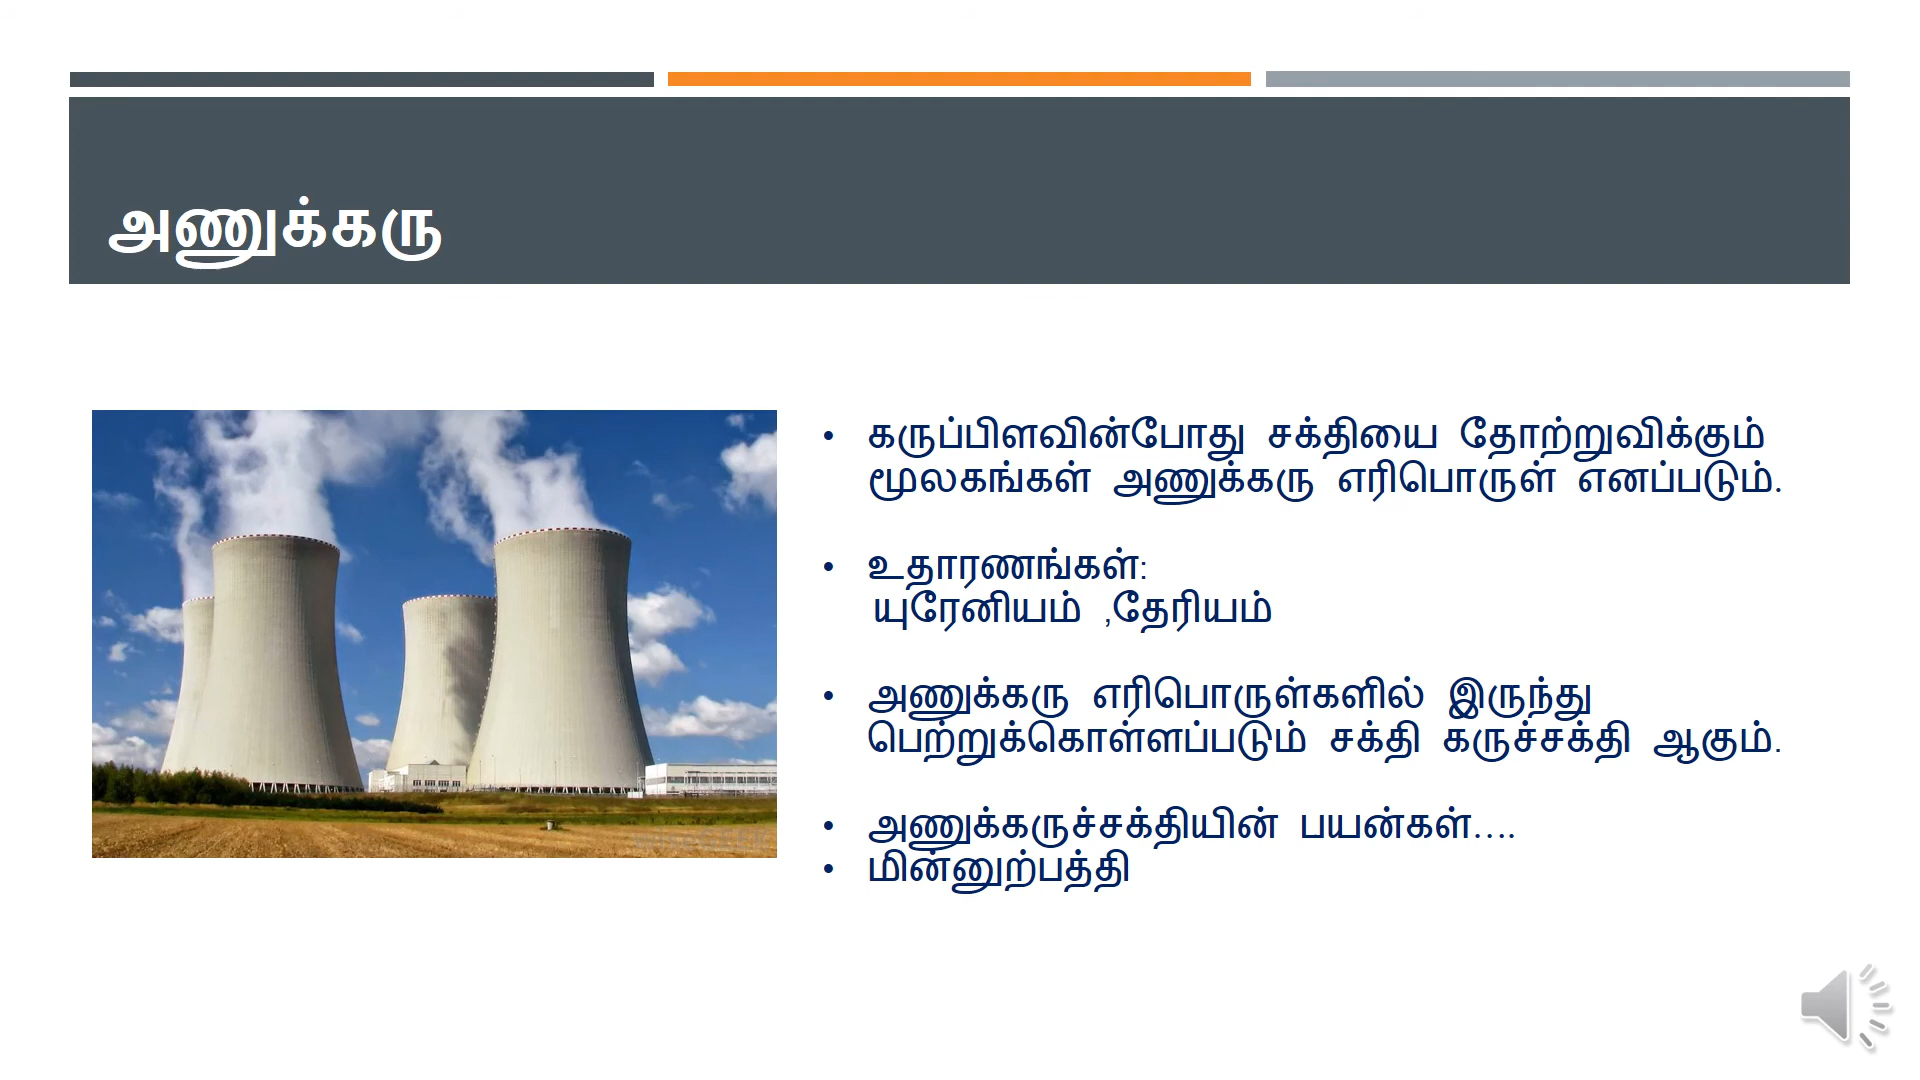 அணுக்கரு
• கருப்பிளவின்போது சக்தியை தோற்றுவிக்கும்
மூலகங்கள் அணுக்கரு எரிபொருள் எனப்படும்.
• உதாரணங்கள்:
யுரேனியம் ,தேரியம்
• அணுக்கரு எரிபொருள்களில் இருந்து
பெற்றுக்கொள்ளப்படும் சக்தி கருச்சக்தி ஆகும்.
• அணுக்கருச்சக்தியின் பயன்கள்....
• மின்னுற்பத்தி
wiseGEEK